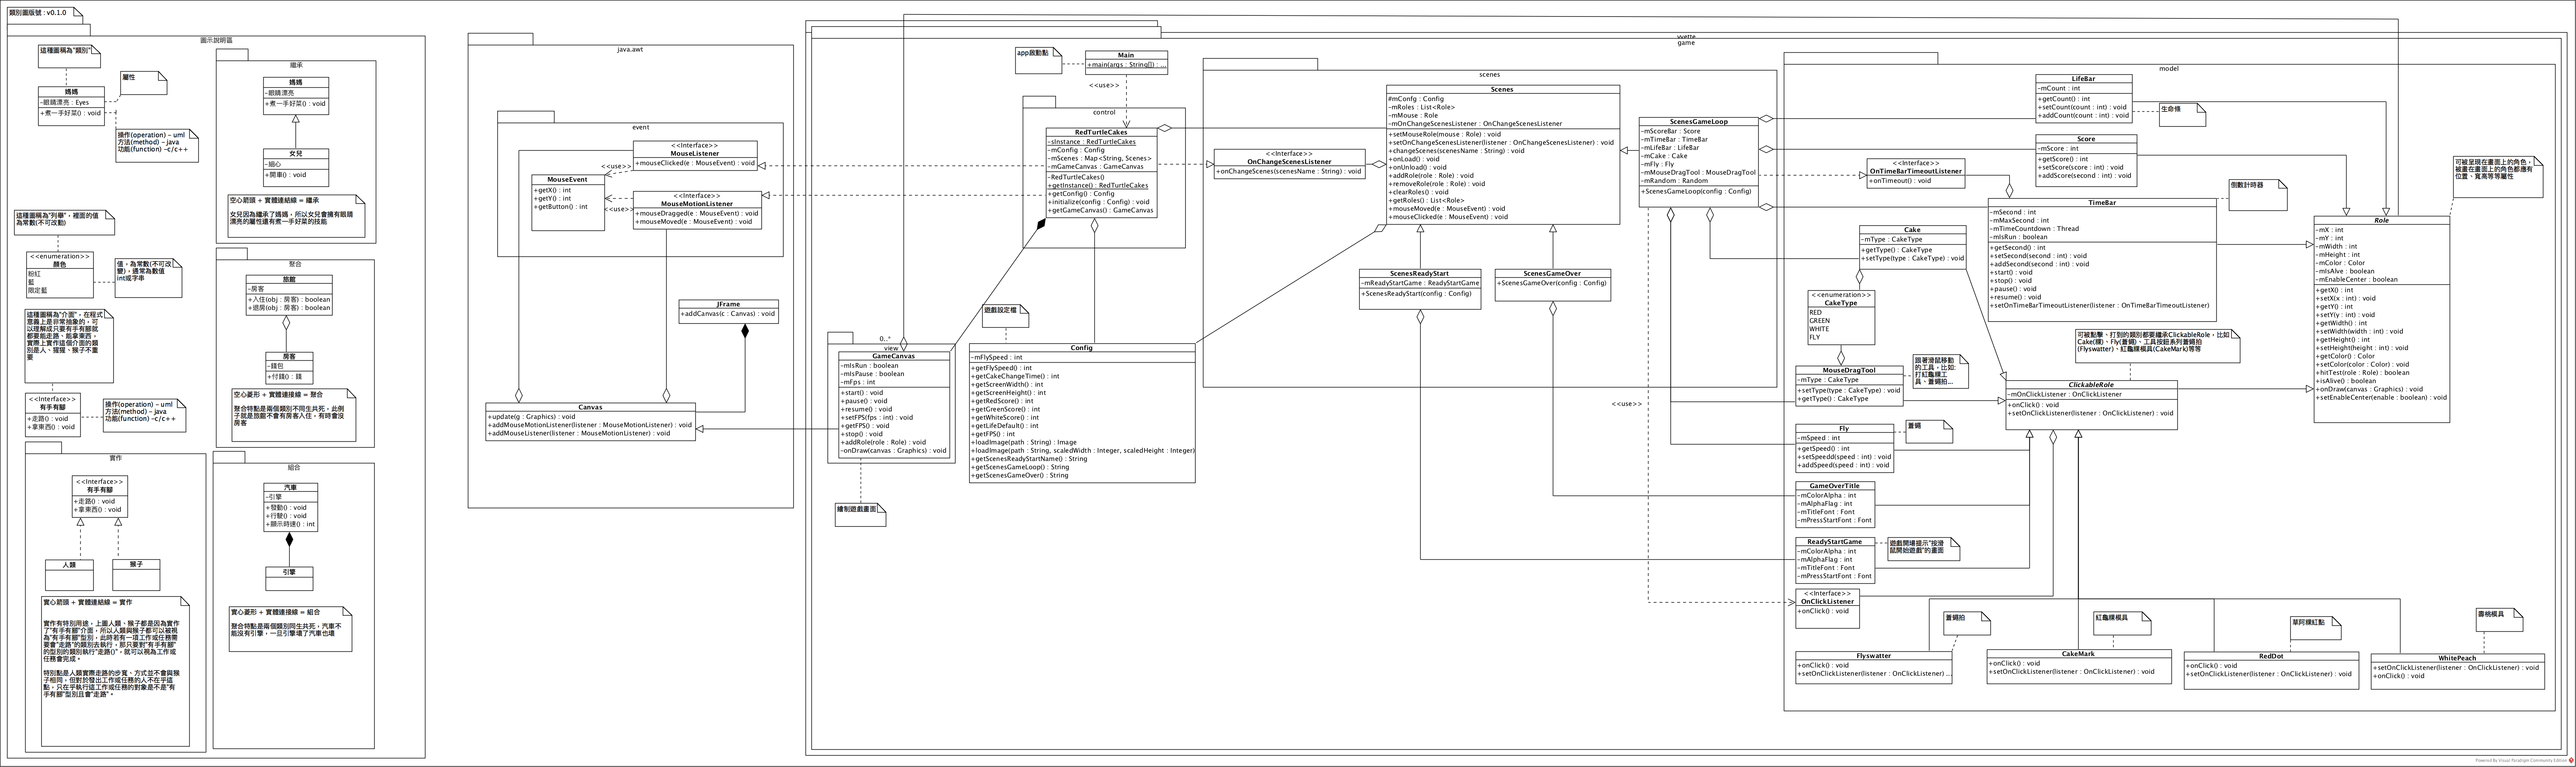 類別圖版號 : v0.1.0
圖示說明區
這種圖稱為"類別"
屬性
媽媽
-眼睛漂亮 : Eyes
+煮一手好菜() : void
操作(operation) - uml
方法(method) - java
功能(function) -c/c++
這種圖稱為"列舉"，裡面的值
為常數(不可改動)
<<enumeration>>
顏色
粉紅
藍
限定藍
值，為常數(不可改
變)，通常為數值
int或字串
這種圖稱為"介面"，在程式
意義上是非常抽象的，可
以理解成只要有手有腳就
都要能走路、能拿東西，
實際上實作這個介面的類
別是人、猩猩、猴子不重
要
<<Interface>>
有手有腳
+走路() : void
+拿東西() : void
操作(operation) - uml
方法(method) - java
功能(function) -c/c++
實作
<<Interface>>
有手有腳
+走路() : void
+拿東西() : void
人類
猴子
實心箭頭 + 實體連結線 = 實作
實作有特別用途，上圖人類、猴子都是因為實作
了"有手有腳"介面，所以人類與猴子都可以被視
為"有手有腳"型別，此時若有一項工作或任務需
要會"走路"的類別去執行，那只要對"有手有腳"
的型別的類別執行"走路()"，就可以視為工作或
任務會完成。
特別點是人類實際走路的步寬、方式並不會與猴
子相同，但對於發出工作或任務的人不在乎這
點，只在乎執行這工作或任務的對象是不是"有
手有腳"型別且會"走路"。
繼承
媽媽
-眼睛漂亮
+煮一手好菜() : void
女兒
-細心
+開車() : void
空心箭頭 + 實體連結線 = 繼承
女兒因為繼承了媽媽，所以女兒會擁有眼睛
漂亮的屬性還有煮一手好菜的技能
聚合
旅館
-房客
+入住(obj : 房客) : boolean
+退房(obj : 房客) : boolean
房客
-錢包
+付錢() : 錢
空心菱形 + 實體連接線 = 聚合
聚合特點是兩個類別不同生共死，此例
子就是旅館不會有房客入住，有時會沒
房客
組合
汽車
-引擎
+發動() : void
+行駛() : void
+顯示時速() : int
引擎
實心菱形 + 實體連接線 = 組合
聚合特點是兩個類別同生共死，汽車不
能沒有引擎，一旦引擎壞了汽車也壞
java.awt
event
<<Interface>>
MouseListener
+mouseClicked(e : MouseEvent) : void
<<use>>
MouseEvent
+getX() : int
+getY() : int
+getButton() : int
<<Interface>>
MouseMotionListener
+mouseDragged(e : MouseEvent) : void
+mouseMoved(e : MouseEvent) : void
<<use>>
JFrame
+addCanvas(c : Canvas) : void
Canvas
+update(g : Graphics) : void
+addMouseMotionListener(listener : MouseMotionListener) : void
+addMouseListener(listener : MouseMotionListener) : void
yvette
game
app啟動點
Main
+main(args : String[]) : ...
<<use>>
control
RedTurtleCakes
-sInstance : RedTurtleCakes
-mConfig : Config
-mScenes : Map<String, Scenes>
-mGameCanvas : GameCanvas
-RedTurtleCakes()
+getInstance() : RedTurtleCakes
+getConfig() : Config
+initialize(config : Config) : void
+getGameCanvas() : GameCanvas
0..*
view
GameCanvas
-mIsRun : boolean
-mIsPause : boolean
-mFps : int
+start() : void
+pause() : void
+resume() : void
+setFPS(fps : int) : void
+getFPS() : void
+stop() : void
+addRole(role : Role) : void
-onDraw(canvas : Graphics) : void
繪制遊戲畫面
遊戲設定檔
Config
-mFlySpeed : int
+getFlySpeed() : int
+getCakeChangeTime() : int
+getScreenWidth() : int
+getScreenHeight() : int
+getRedScore() : int
+getGreenScore() : int
+getWhiteScore() : int
+getLifeDefault() : int
+getFPS() : int
+loadImage(path : String) : Image
+loadImage(path : String, scaledWidth : Integer, scaledHeight : Integer)
+getScenesReadyStartName() : String
+getScenesGameLoop() : String
+getScenesGameOver() : String
scenes
<<Interface>>
OnChangeScenesListener
+onChangeScenes(scenesName : String) : void
Scenes
#mConfg : Config
-mRoles : List<Role>
-mMouse : Role
-mOnChangeScenesListener : OnChangeScenesListener
+setMouseRole(mouse : Role) : void
+setOnChangeScenesListener(listener : OnChangeScenesListener) : void
+changeScenes(scenesName : String) : void
+onLoad() : void
+onUnload() : void
+addRole(role : Role) : void
+removeRole(role : Role) : void
+clearRoles() : void
+getRoles() : List<Role>
+mouseMoved(e : MouseEvent) : void
+mouseClicked(e : MouseEvent) : void
ScenesGameLoop
-mScoreBar : Score
-mTimeBar : TimeBar
-mLifeBar : LifeBar
-mCake : Cake
-mFly : Fly
-mMouseDragTool : MouseDragTool
-mRandom : Random
+ScenesGameLoop(config : Config)
ScenesReadyStart
-mReadyStartGame : ReadyStartGame
+ScenesReadyStart(config : Config)
ScenesGameOver
+ScenesGameOver(config : Config)
<<use>>
model
LifeBar
-mCount : int
+getCount() : int
+setCount(count : int) : void
+addCount(count : int) : void
生命條
Score
-mScore : int
+getScore() : int
+setScore(score : int) : void
+addScore(second : int) : void
<<Interface>>
OnTimeBarTimeoutListener
+onTimeout() : void
倒數計時器
TimeBar
-mSecond : int
-mMaxSecond : int
-mTimeCountdown : Thread
-mIsRun : boolean
+getSecond() : int
+setSecond(second : int) : void
+addSecond(second : int) : void
+start() : void
+stop() : void
+pause() : void
+resume() : void
+setOnTimeBarTimeoutListener(listener : OnTimeBarTimeoutListener)
Cake
-mType : CakeType
+getType() : CakeType
+setType(type : CakeType) : void
<<enumeration>>
CakeType
RED
GREEN
WHITE
FLY
MouseDragTool
-mType : CakeType
+setType(type : CakeType) : void
+getType() : CakeType
跟著滑鼠移動
的工具，比如:
打紅龜粿工
具、蒼蠅拍...
可被點擊、打到的類別都要繼承ClickableRole，比如
Cake(粿)、Fly(蒼蠅)、工具按鈕系列蒼蠅拍
(Flyswatter)、紅龜粿模具(CakeMark)等等
ClickableRole
-mOnClickListener : OnClickListener
+onClick() : void
+setOnClickListener(listener : OnClickListener) : void
可被呈現在畫面上的角色，
被畫在畫面上的角色都應有
位置、寬高等等屬性
Role
-mX : int
-mY : int
-mWidth : int
-mHeight : int
-mColor : Color
-mIsAlve : boolean
-mEnableCenter : boolean
+getX() : int
+setX(x : int) : void
+getY() : int
+setY(y : int) : void
+getWidth() : int
+setWidth(width : int) : void
+getHeight() : int
+setHeight(height : int) : void
+getColor() : Color
+setColor(color : Color) : void
+hitTest(role : Role) : boolean
+isAlive() : boolean
+onDraw(canvas : Graphics) : void
+setEnableCenter(enable : boolean) : void
Fly
-mSpeed : int
+getSpeed() : int
+setSpeedd(speed : int) : void
+addSpeed(speed : int) : void
蒼蠅
GameOverTitle
-mColorAlpha : int
-mAlphaFlag : int
-mTitleFont : Font
-mPressStartFont : Font
ReadyStartGame
-mColorAlpha : int
-mAlphaFlag : int
-mTitleFont : Font
-mPressStartFont : Font
遊戲開場提示"按滑
鼠開始遊戲"的畫面
<<Interface>>
OnClickListener
+onClick() : void
蒼蠅拍
Flyswatter
+onClick() : void
+setOnClickListener(listener : OnClickListener) ...
紅龜粿模具
CakeMark
+onClick() : void
+setOnClickListener(listener : OnClickListener) : void
草阿粿紅點
RedDot
+onClick() : void
+setOnClickListener(listener : OnClickListener) : void
壽桃模具
WhitePeach
+setOnClickListener(listener : OnClickListener) : void
+onClick() : void
Powered By Visual Paradigm Community Edition